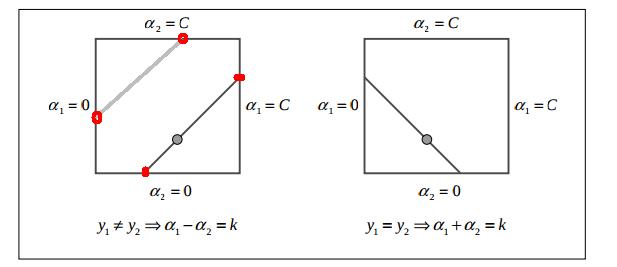 α₂ = C
α₂ = C
α₁ = 0
α₁ = C
α₁ = 0
α₁ = C
α₂ = 0
α₂ = 0
y₁ ≠ y₂ ⇒ α₁ − α₂ = k
y₁ = y₂ ⇒ α₁ + α₂ = k